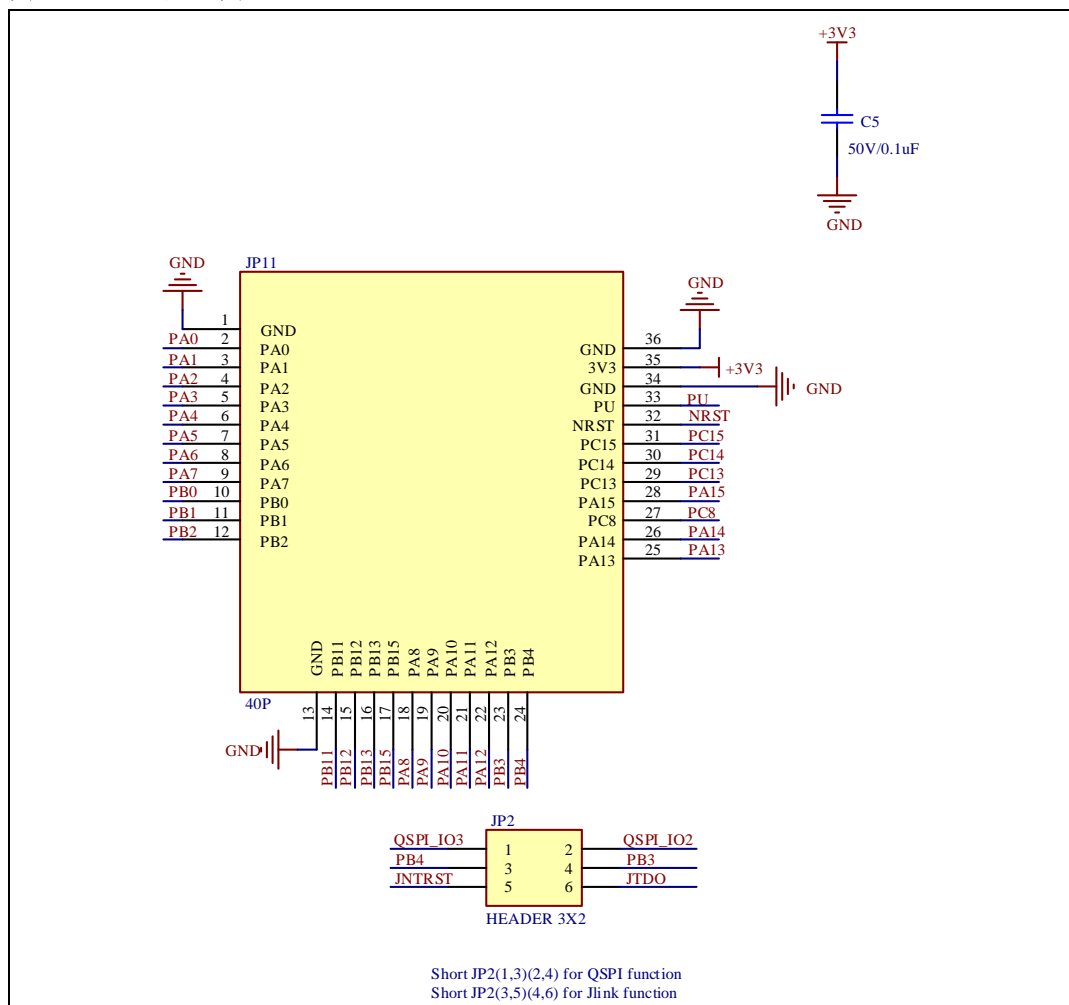 +3V3
C5
50V/0.1uF
GND
JP11
GND
GND
1
GND
PA0 2 PA0
PA1 3 PA1
PA2 4 PA2
PA3 5 PA3
PA4 6 PA4
PA5 7 PA5
PA6 8 PA6
PA7 9 PA7
PB0 10 PB0
PB1 11 PB1
PB2 12 PB2
GND 36
3V3 35 +3V3
GND 34 GND
PU 33 PU
NRST 32 NRST
PC15 31 PC15
PC14 30 PC14
PC13 29 PC13
PA15 28 PA15
PC8 27 PC8
PA14 26 PA14
PA13 25 PA13
GND PB11 PB12 PB13 PB15 PA8 PA9 PA10 PA11 PA12 PB3 PB4
40P
13 14 15 16 17 18 19 20 21 22 23 24
GND
PB11 PB12 PB13 PB15 PA8 PA9 PA10 PA11 PA12 PB3 PB4
JP2
QSPI_IO3 1 2 QSPI_IO2
PB4 3 4 PB3
JNTRST 5 6 JTDO
HEADER 3X2
Short JP2(1,3)(2,4) for QSPI function
Short JP2(3,5)(4,6) for Jlink function